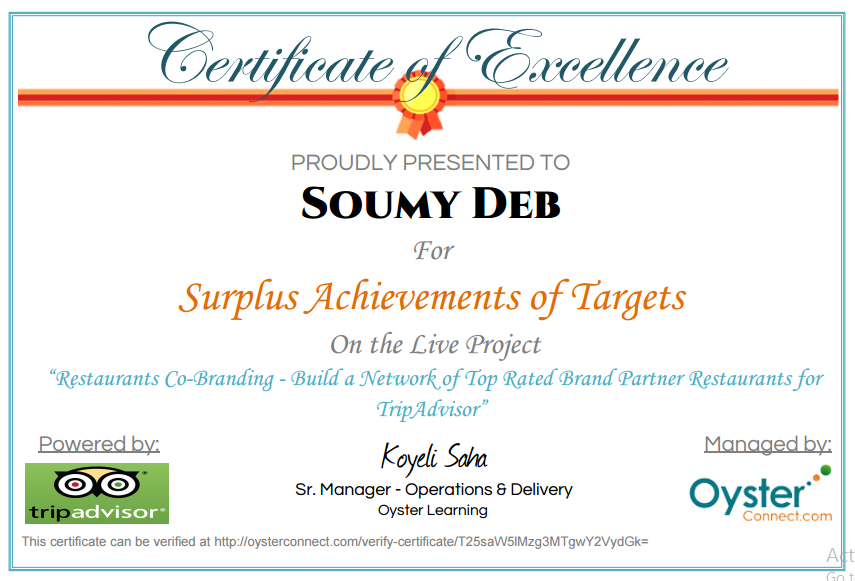 Certificate of Excellence
PROUDLY PRESENTED TO
SOUMY DEB
For
Surplus Achievements of Targets
On the Live Project
“Restaurants Co-Branding - Build a Network of Top Rated Brand Partner Restaurants for
TripAdvisor”
Powered by:
tripadvisor®
Koyeli Saha
Sr. Manager - Operations & Delivery
Oyster Learning
Managed by:
Oyster
Connect.com
This certificate can be verified at http://oysterconnect.com/verify-certificate/T25saW5lMzg3MTgwY2VydGk=
Act
Go t